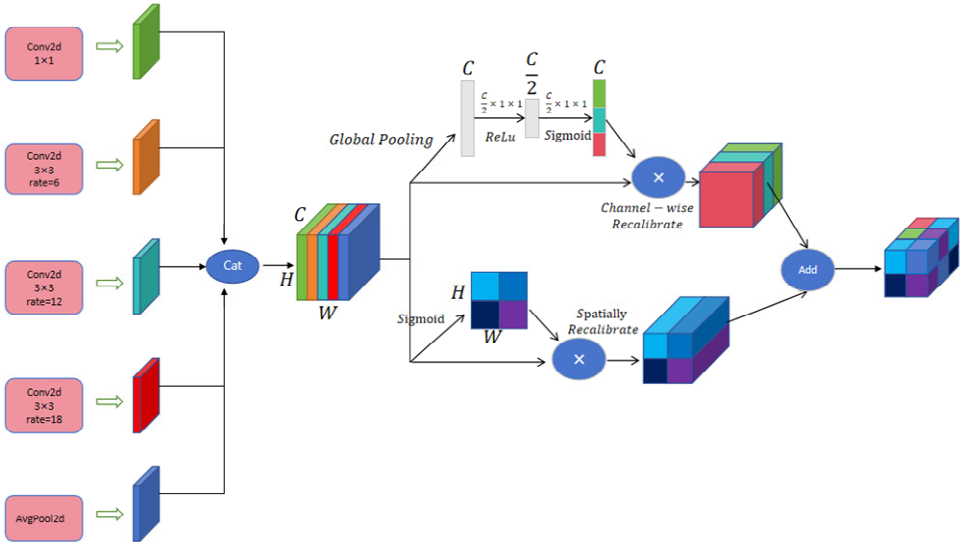 Conv2d
1×1
Conv2d
3×3
rate=6
Conv2d
3×3
rate=12
Conv2d
3×3
rate=18
AvgPool2d
Cat
C
H
W
Global Pooling
C
C/2 × 1 × 1
ReLu
C/2
C/2 × 1 × 1
Sigmoid
C
×
Channel − wise
Recalibrate
Sigmoid
H
W
×
Spatially
Recalibrate
Add